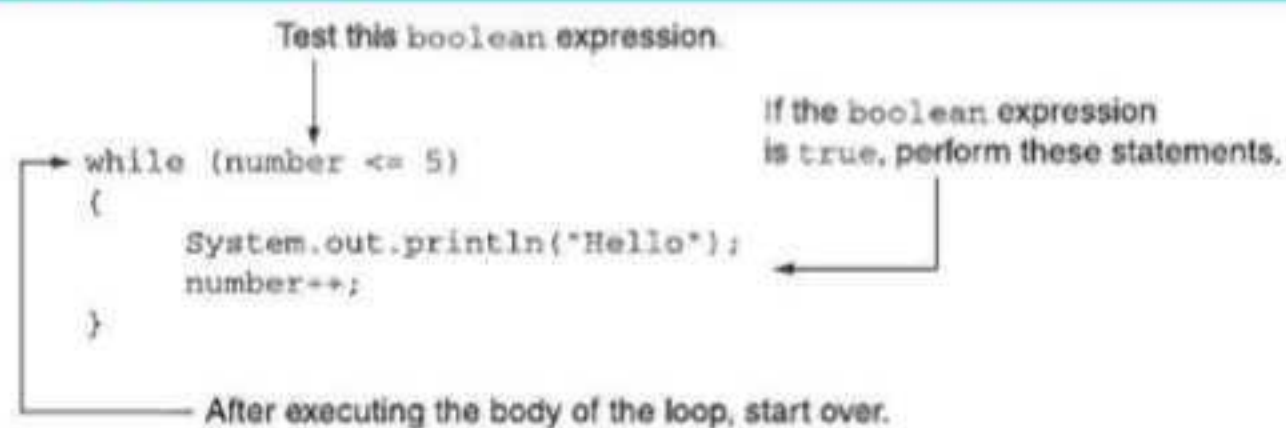 Test this boolean expression.
If the boolean expression
is true, perform these statements.
while (number <= 5)
{
System.out.println("Hello");
number++;
}
After executing the body of the loop, start over.